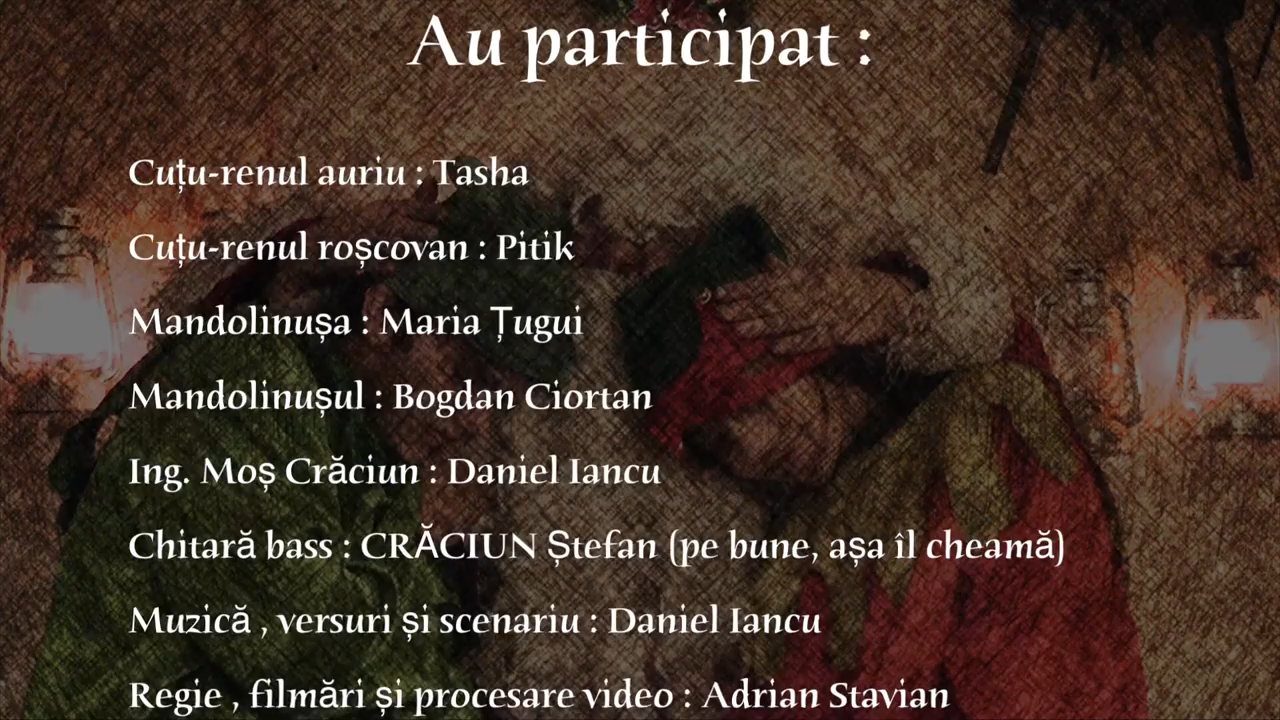 Au participat :
Cuțu-renul auriu : Tasha
Cuțu-renul roșcovan : Pitik
Mandolinușa : Maria Țugui
Mandolinușul : Bogdan Ciortan
Ing. Moș Crăciun : Daniel Iancu
Chitară bass : CRĂCIUN Ștefan (pe bune, așa îl cheamă)
Muzică , versuri și scenariu : Daniel Iancu
Regie , filmări și procesare video : Adrian Stavian